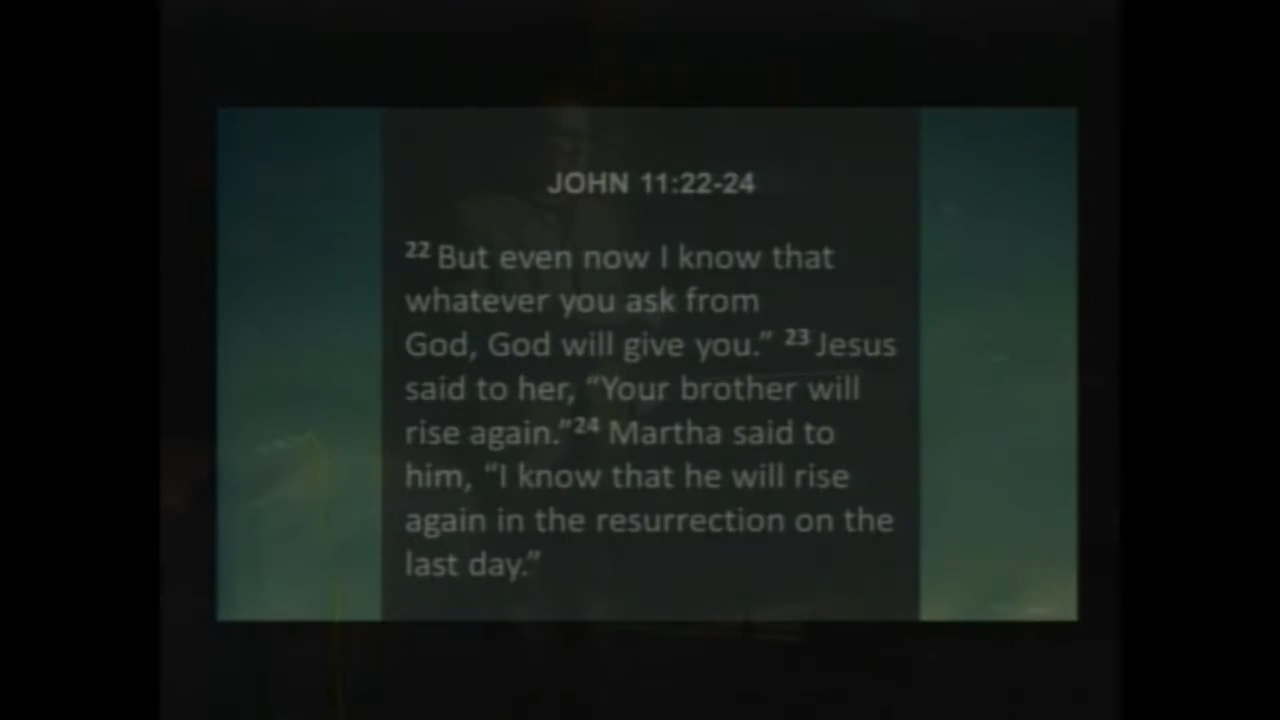 JOHN 11:22-24
22 But even now I know that
whatever you ask from
God, God will give you.” 23 Jesus
said to her, “Your brother will
rise again.”24 Martha said to
him, “I know that he will rise
again in the resurrection on the
last day.”